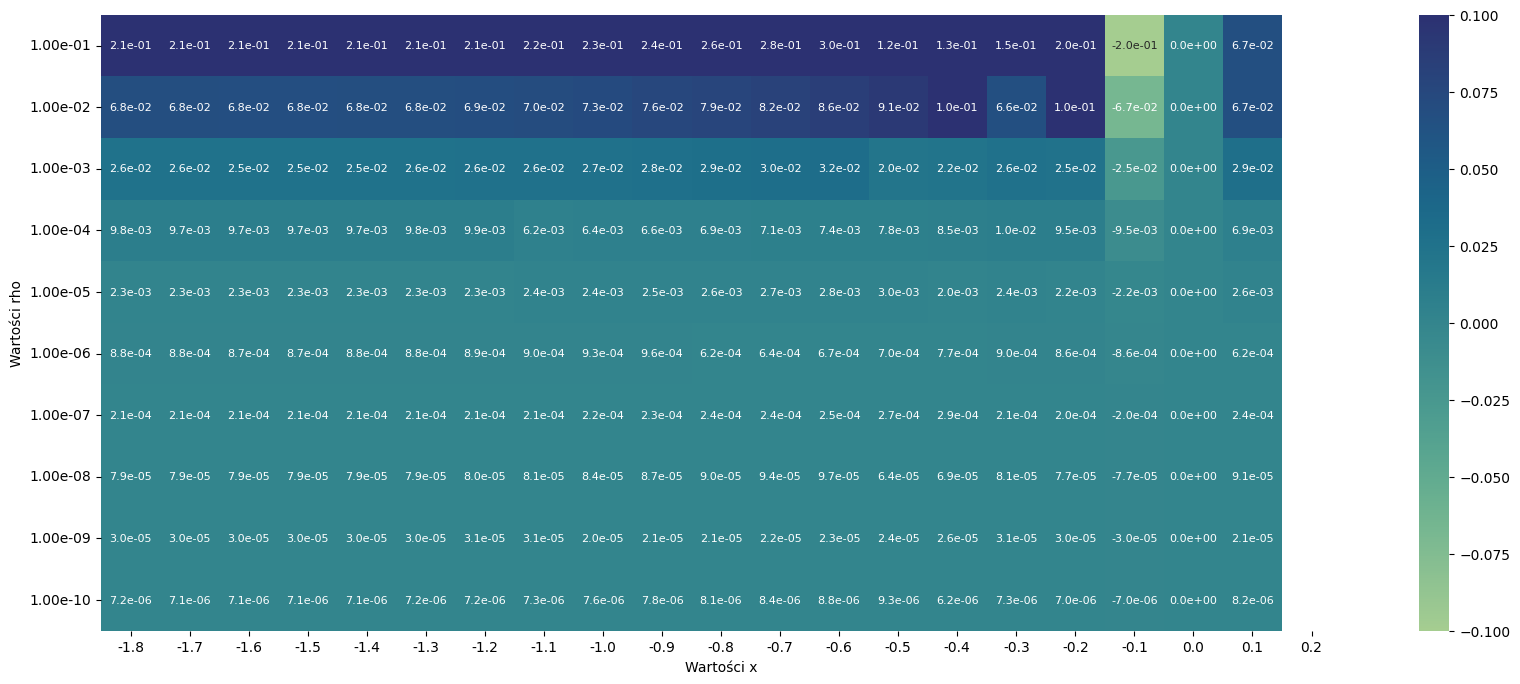 1.00e-01 2.1e-01 2.1e-01 2.1e-01 2.1e-01 2.1e-01 2.1e-01 2.1e-01 2.2e-01 2.3e-01 2.4e-01 2.6e-01 2.8e-01 3.0e-01 1.2e-01 1.3e-01 1.5e-01 2.0e-01 -2.0e-01 0.0e+00 6.7e-02
1.00e-02 6.8e-02 6.8e-02 6.8e-02 6.8e-02 6.8e-02 6.8e-02 6.9e-02 7.0e-02 7.3e-02 7.6e-02 7.9e-02 8.2e-02 8.6e-02 9.1e-02 1.0e-01 6.6e-02 1.0e-01 -6.7e-02 0.0e+00 6.7e-02
1.00e-03 2.6e-02 2.6e-02 2.5e-02 2.5e-02 2.5e-02 2.6e-02 2.6e-02 2.6e-02 2.7e-02 2.8e-02 2.9e-02 3.0e-02 3.2e-02 2.0e-02 2.2e-02 2.6e-02 2.5e-02 -2.5e-02 0.0e+00 2.9e-02
1.00e-04 9.8e-03 9.7e-03 9.7e-03 9.7e-03 9.7e-03 9.8e-03 9.9e-03 6.2e-03 6.4e-03 6.6e-03 6.9e-03 7.1e-03 7.4e-03 7.8e-03 8.5e-03 1.0e-02 9.5e-03 -9.5e-03 0.0e+00 6.9e-03
1.00e-05 2.3e-03 2.3e-03 2.3e-03 2.3e-03 2.3e-03 2.3e-03 2.3e-03 2.4e-03 2.4e-03 2.5e-03 2.6e-03 2.7e-03 2.8e-03 3.0e-03 2.0e-03 2.4e-03 2.2e-03 -2.2e-03 0.0e+00 2.6e-03
1.00e-06 8.8e-04 8.8e-04 8.7e-04 8.7e-04 8.8e-04 8.8e-04 8.9e-04 9.0e-04 9.3e-04 9.6e-04 6.2e-04 6.4e-04 6.7e-04 7.0e-04 7.7e-04 9.0e-04 8.6e-04 -8.6e-04 0.0e+00 6.2e-04
1.00e-07 2.1e-04 2.1e-04 2.1e-04 2.1e-04 2.1e-04 2.1e-04 2.1e-04 2.1e-04 2.2e-04 2.3e-04 2.4e-04 2.4e-04 2.5e-04 2.7e-04 2.9e-04 2.1e-04 2.0e-04 -2.0e-04 0.0e+00 2.4e-04
1.00e-08 7.9e-05 7.9e-05 7.9e-05 7.9e-05 7.9e-05 7.9e-05 8.0e-05 8.1e-05 8.4e-05 8.7e-05 9.0e-05 9.4e-05 9.7e-05 6.4e-05 6.9e-05 8.1e-05 7.7e-05 -7.7e-05 0.0e+00 9.1e-05
1.00e-09 3.0e-05 3.0e-05 3.0e-05 3.0e-05 3.0e-05 3.0e-05 3.1e-05 3.1e-05 2.0e-05 2.1e-05 2.1e-05 2.2e-05 2.3e-05 2.4e-05 2.6e-05 3.1e-05 3.0e-05 -3.0e-05 0.0e+00 2.1e-05
1.00e-10 7.2e-06 7.1e-06 7.1e-06 7.1e-06 7.1e-06 7.2e-06 7.2e-06 7.3e-06 7.6e-06 7.8e-06 8.1e-06 8.4e-06 8.8e-06 9.3e-06 6.2e-06 7.3e-06 7.0e-06 -7.0e-06 0.0e+00 8.2e-06
-1.8 -1.7 -1.6 -1.5 -1.4 -1.3 -1.2 -1.1 -1.0 -0.9 -0.8 -0.7 -0.6 -0.5 -0.4 -0.3 -0.2 -0.1 0.0 0.1 0.2
Wartości x
Wartości rho
0.100
0.075
0.050
0.025
0.000
−0.025
−0.050
−0.075
−0.100